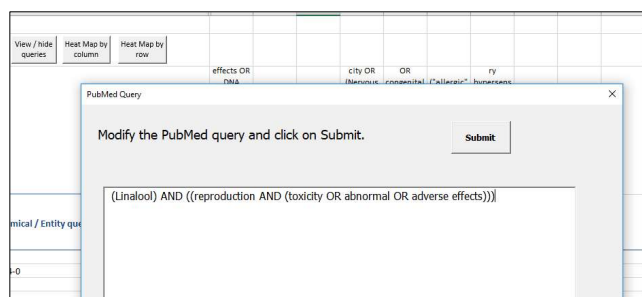 View / hide queries
Heat Map by column
Heat Map by row
effects OR
city OR
OR
ry
DNA
(Nervous
congenital
("allergic"
hypersens
PubMed Query
Modify the PubMed query and click on Submit.
Submit
(Linalool) AND ((reproduction AND (toxicity OR abnormal OR adverse effects)))
mical / Entity que
4-0